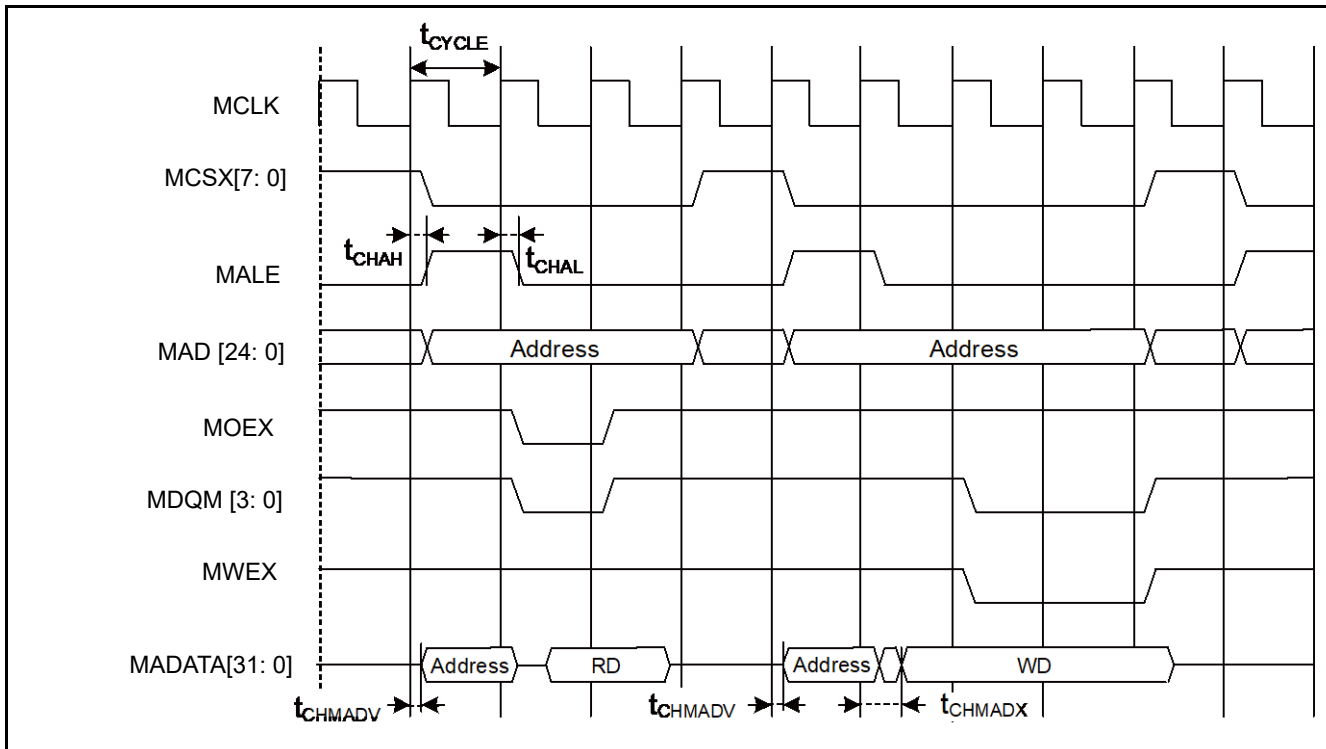 tCYCLE
MCLK
MCSX[7: 0]
tCHAH
tCHAL
MALE
MAD [24: 0]
Address
Address
MOEX
MDQM [3: 0]
MWEX
MADATA[31: 0]
Address
RD
Address
WD
tCHMADV
tCHMADV
tCHMADX